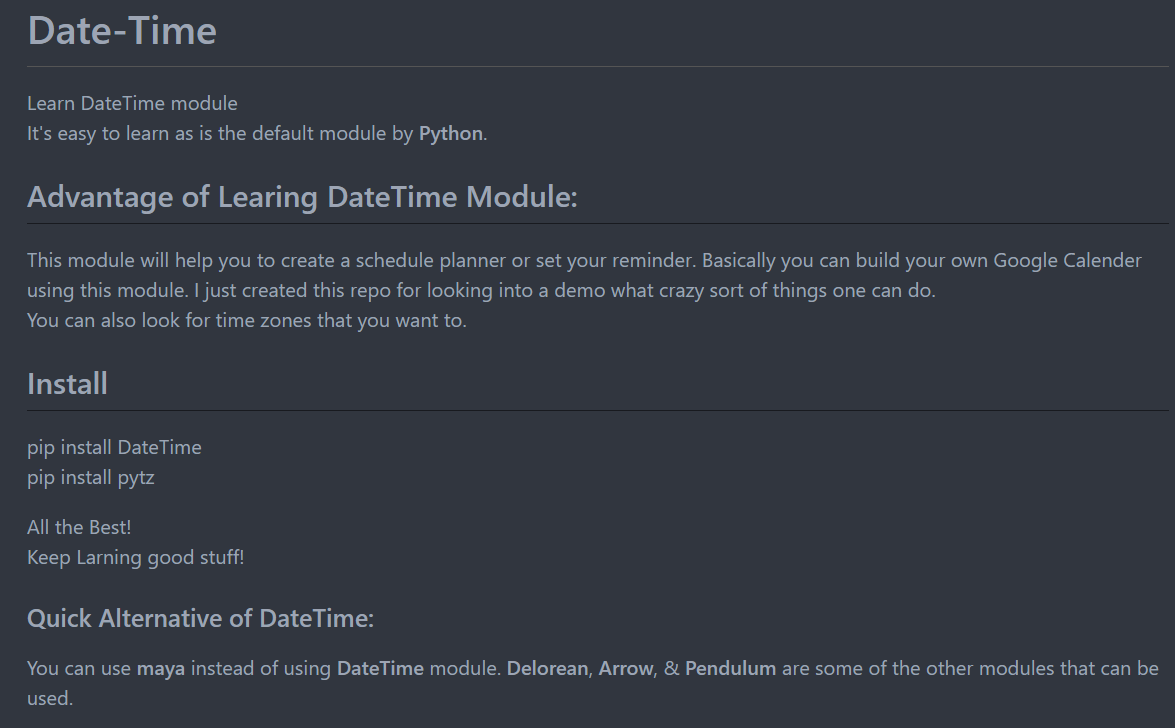 Date-Time
Learn DateTime module
It's easy to learn as is the default module by Python.
Advantage of Learing DateTime Module:
This module will help you to create a schedule planner or set your reminder. Basically you can build your own Google Calender
using this module. I just created this repo for looking into a demo what crazy sort of things one can do.
You can also look for time zones that you want to.
Install
pip install DateTime
pip install pytz
All the Best!
Keep Larning good stuff!
Quick Alternative of DateTime:
You can use maya instead of using DateTime module. Delorean, Arrow, & Pendulum are some of the other modules that can be
used.